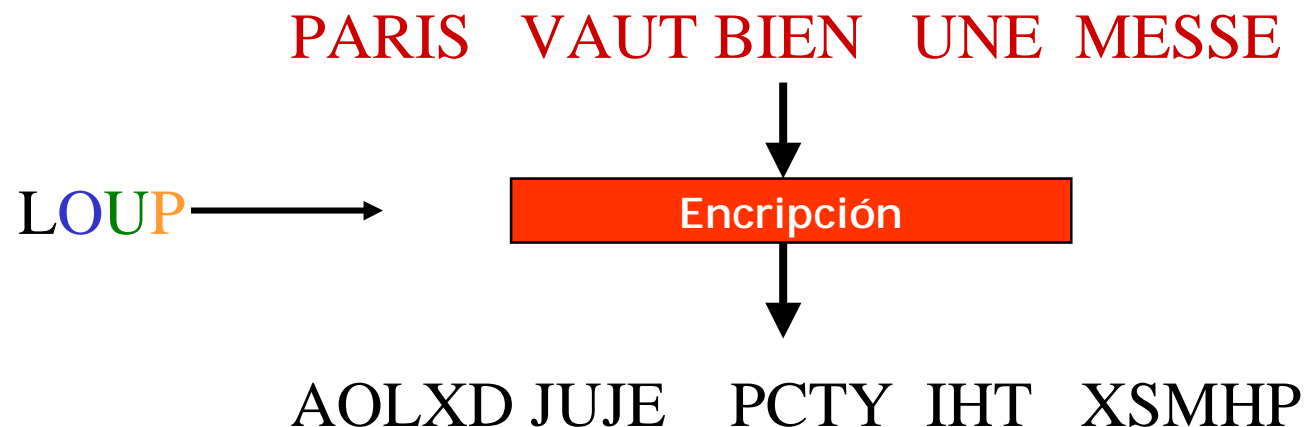 PARIS VAUT BIEN UNE MESSE
LOUP
Encripción
AOLXD JUJE PCTY IHT XSMHP